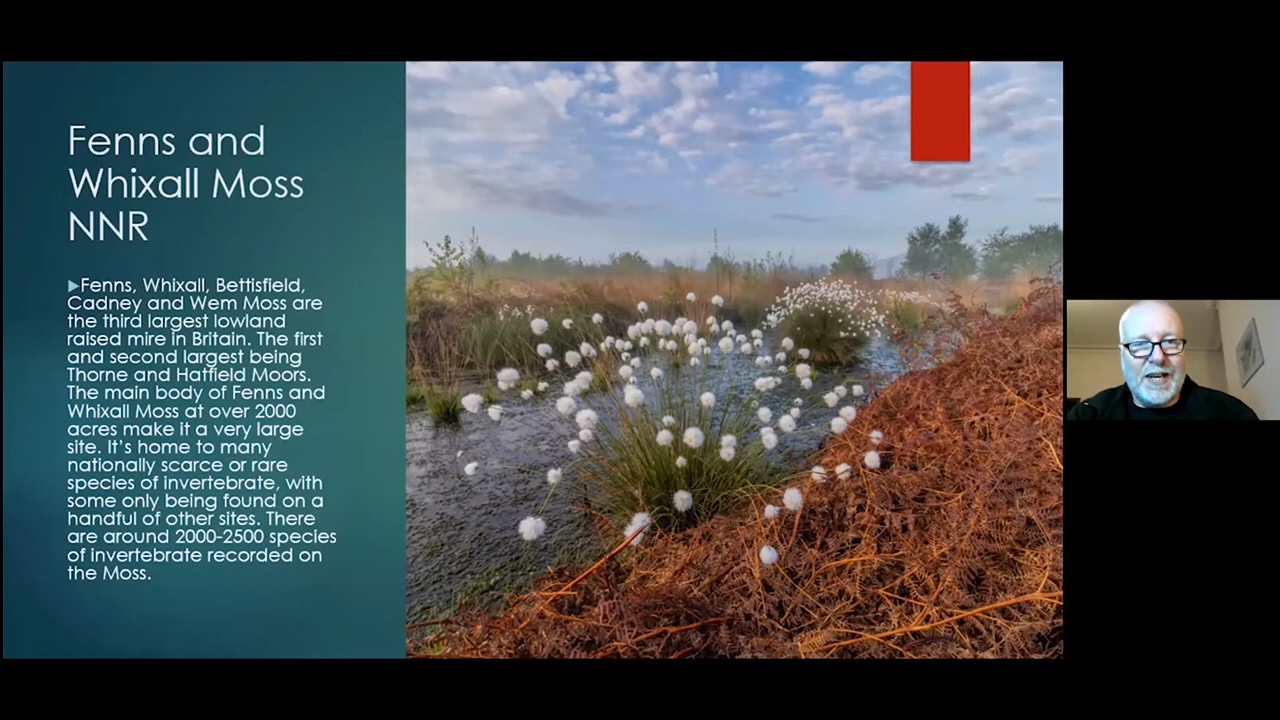 Fenns and
Whixall Moss
NNR
Fenns, Whixall, Bettisfield,
Cadney and Wem Moss are
the third largest lowland
raised mire in Britain. The first
and second largest being
Thorne and Hatfield Moors.
The main body of Fenns and
Whixall Moss at over 2000
acres make it a very large
site. It's home to many
nationally scarce or rare
species of invertebrate, with
some only being found on a
handful of other sites. There
are around 2000-2500 species
of invertebrate recorded on
the Moss.